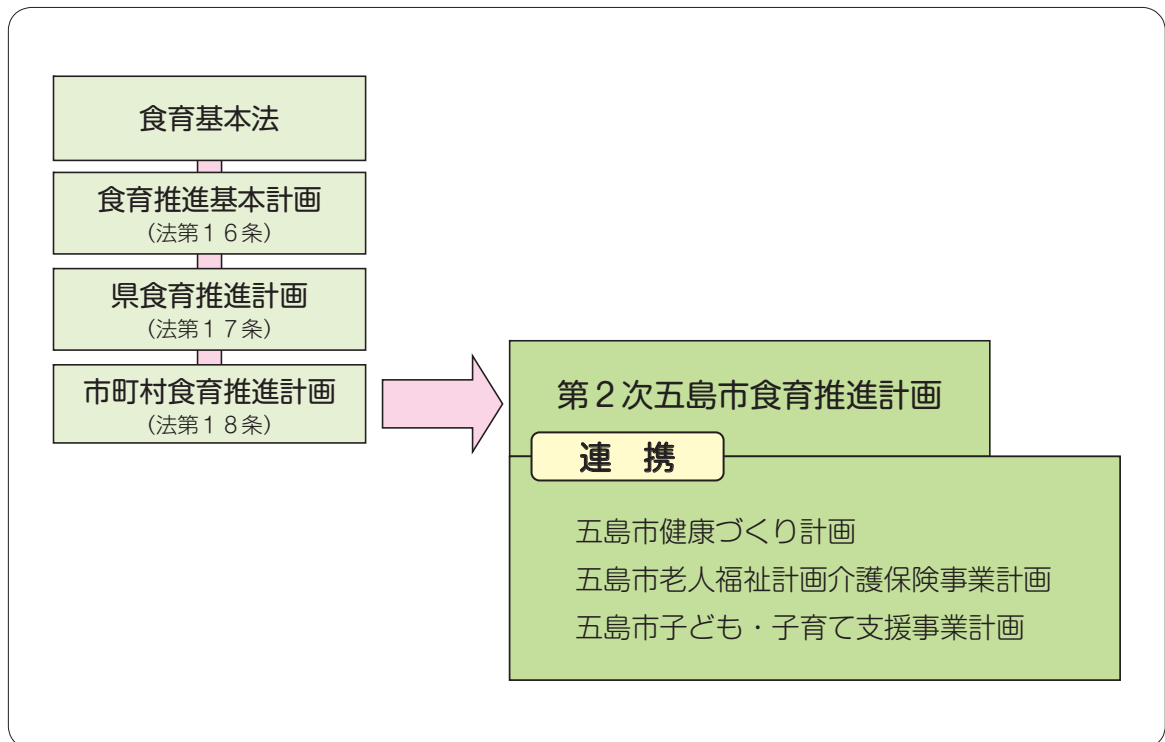 食育基本法
食育推進基本計画
（法第１６条）
県食育推進計画
（法第１７条）
市町村食育推進計画
（法第１８条）
第２次五島市食育推進計画
連　携
五島市健康づくり計画
五島市老人福祉計画介護保険事業計画
五島市子ども・子育て支援事業計画